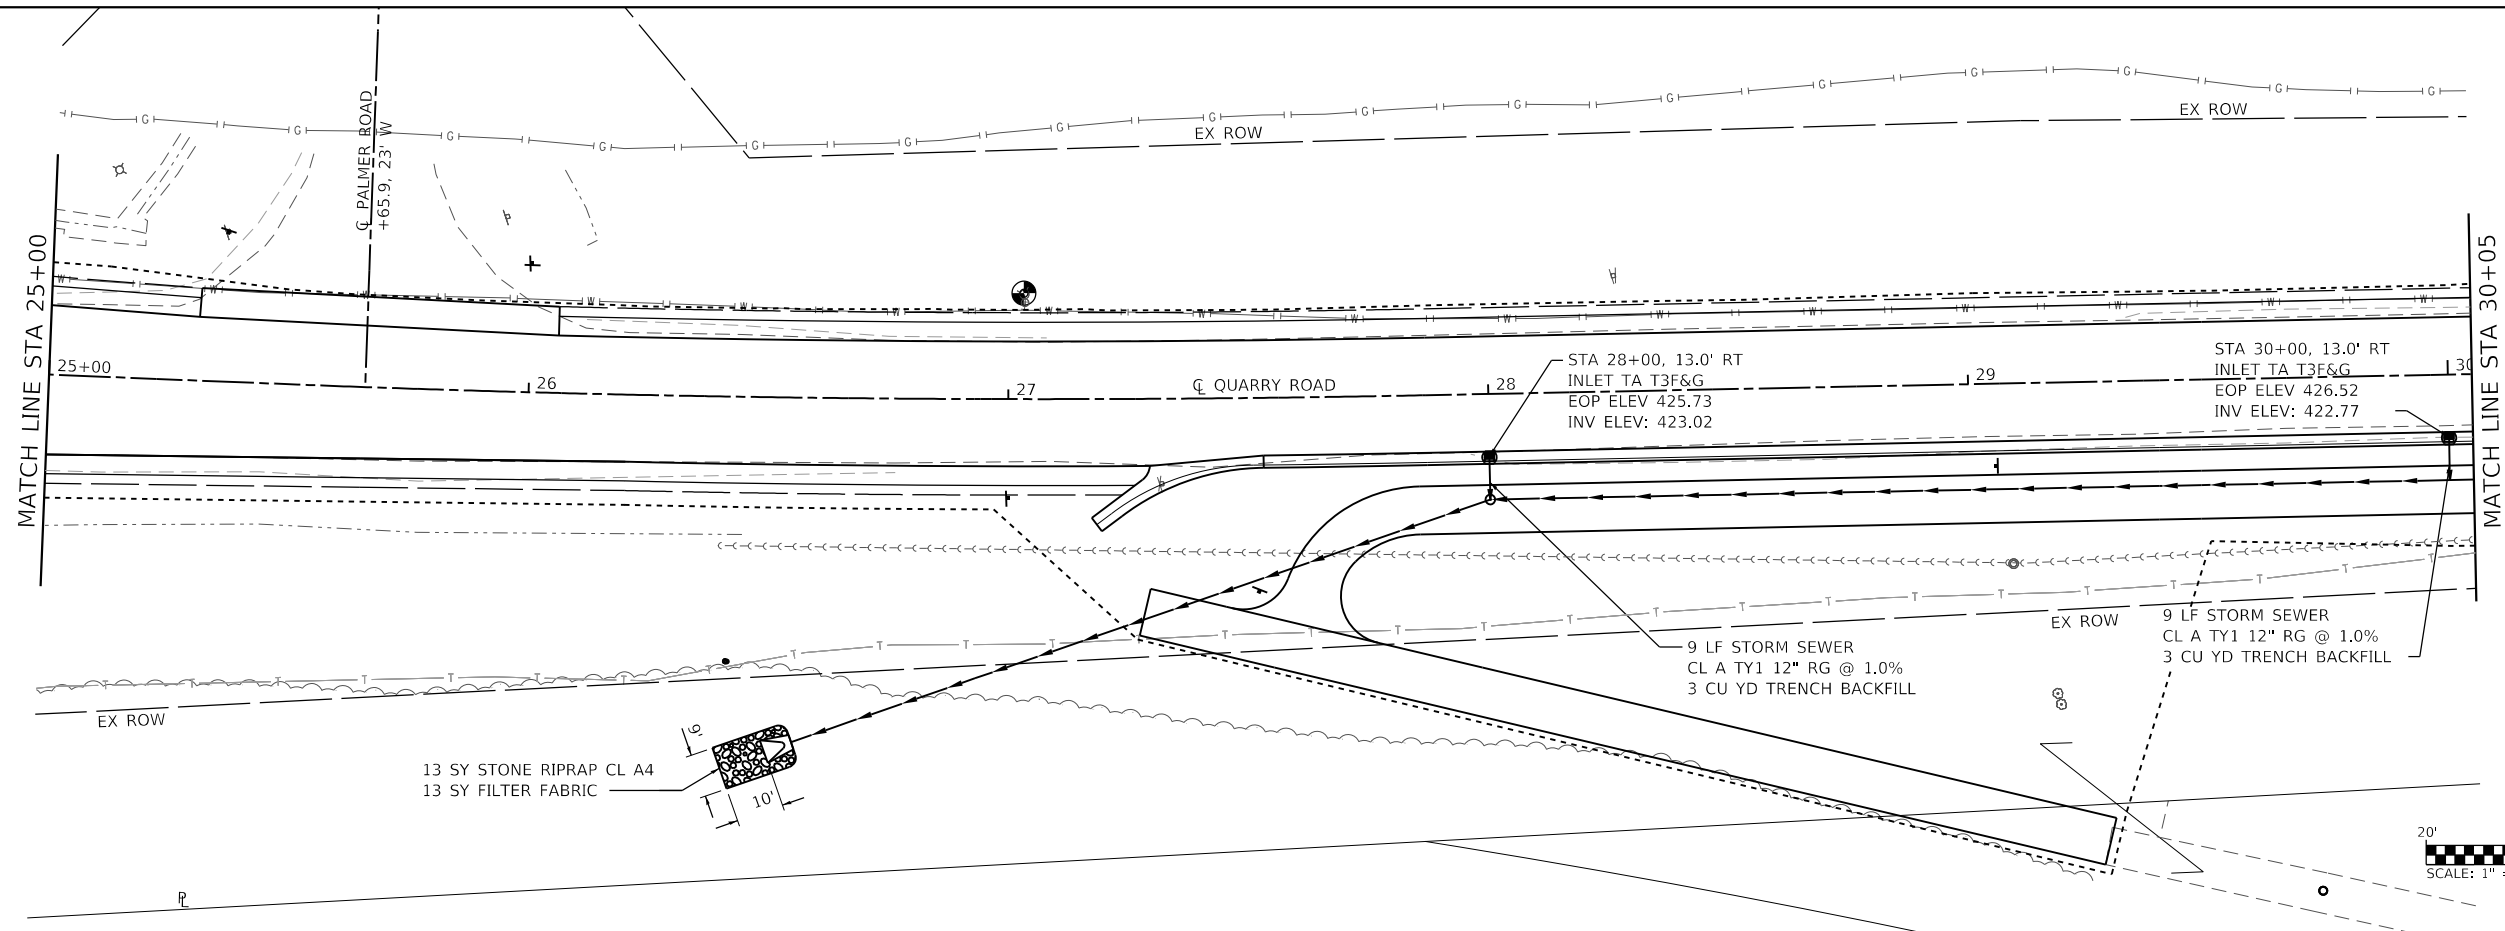 EX ROW
EX ROW
℄ PALMER ROAD
+65.9, 23' W
MATCH LINE STA 25+00
MATCH LINE STA 30+05
25+00
26
27
℄ QUARRY ROAD
28
29
30
STA 28+00, 13.0' RT
INLET TA T3F&G
EOP ELEV 425.73
INV ELEV: 423.02
STA 30+00, 13.0' RT
INLET TA T3F&G
EOP ELEV 426.52
INV ELEV: 422.77
9 LF STORM SEWER
CL A TY1 12" RG @ 1.0%
3 CU YD TRENCH BACKFILL
9 LF STORM SEWER
CL A TY1 12" RG @ 1.0%
3 CU YD TRENCH BACKFILL
EX ROW
EX ROW
9'
10'
13 SY STONE RIPRAP CL A4
13 SY FILTER FABRIC
PL
20'
SCALE: 1" =